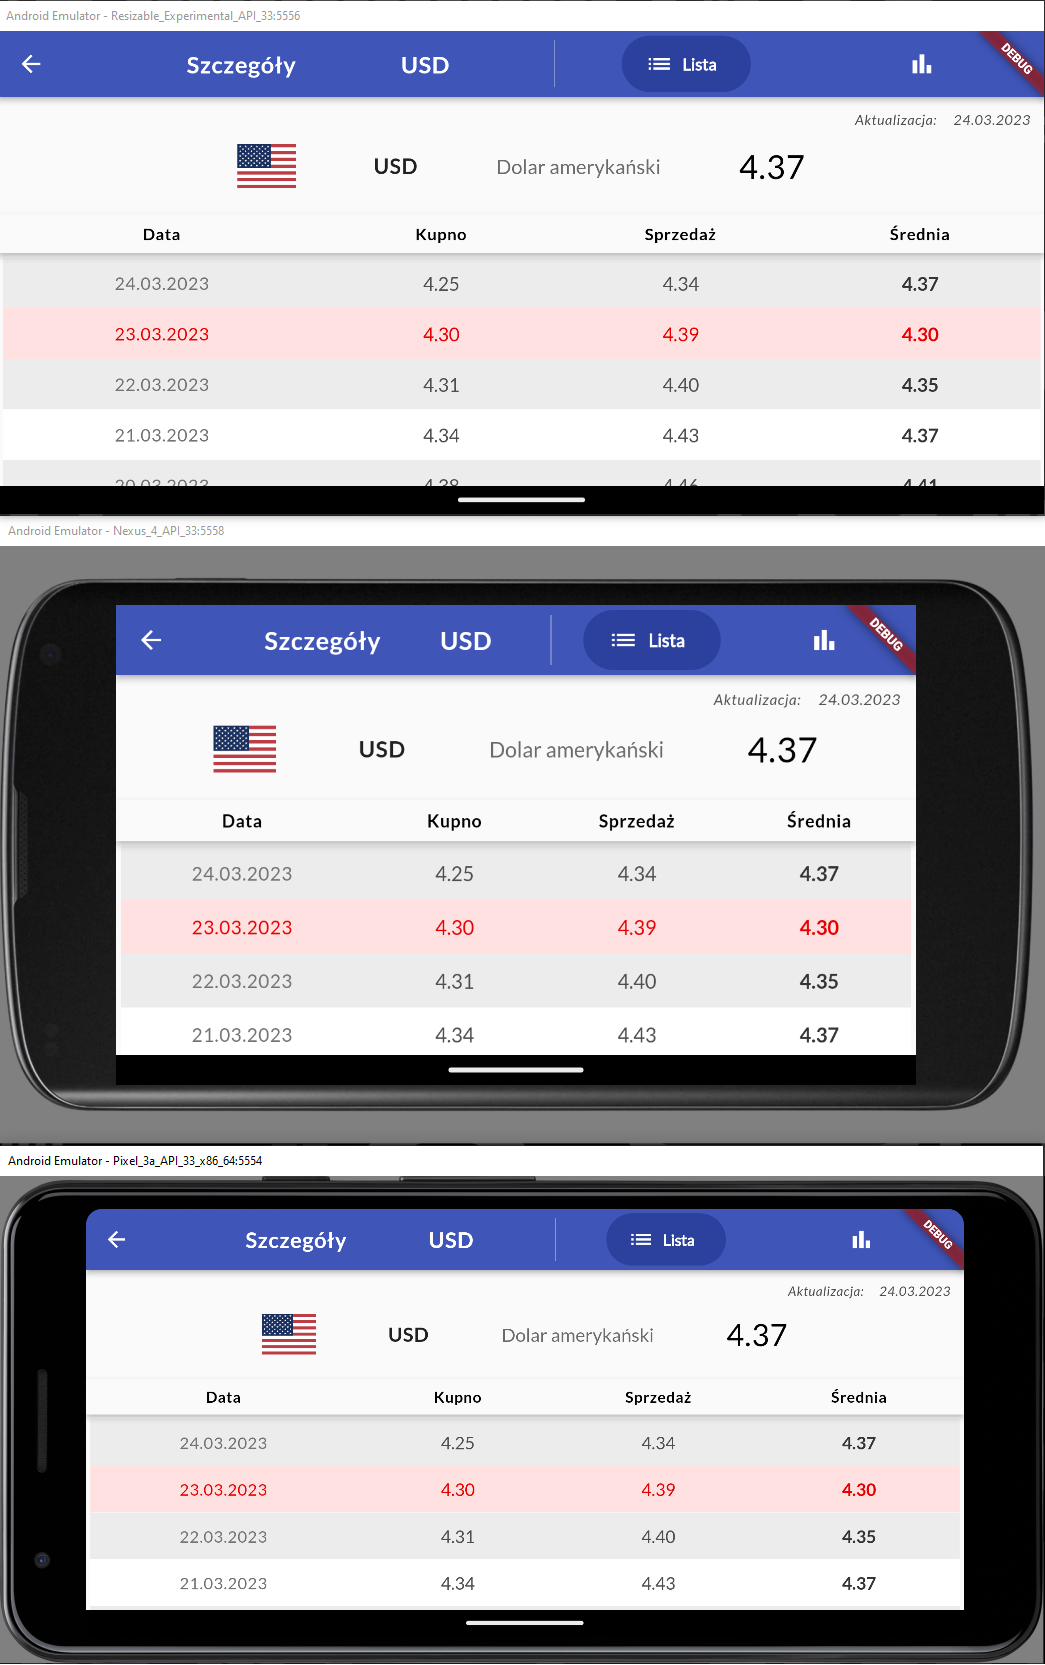 Android Emulator - Resizable_Experimental_API_33:5556
Szczegóły USD Lista DEBUG
Aktualizacja: 24.03.2023
USD Dolar amerykański 4.37
Data Kupno Sprzedaż Średnia
24.03.2023 4.25 4.34 4.37
23.03.2023 4.30 4.39 4.30
22.03.2023 4.31 4.40 4.35
21.03.2023 4.34 4.43 4.37
20.03.2023 4.38 4.46 4.41
Android Emulator - Nexus_4_API_33:5558
Szczegóły USD Lista DEBUG
Aktualizacja: 24.03.2023
USD Dolar amerykański 4.37
Data Kupno Sprzedaż Średnia
24.03.2023 4.25 4.34 4.37
23.03.2023 4.30 4.39 4.30
22.03.2023 4.31 4.40 4.35
21.03.2023 4.34 4.43 4.37
Android Emulator - Pixel_3a_API_33_x86_64:5554
Szczegóły USD Lista DEBUG
Aktualizacja: 24.03.2023
USD Dolar amerykański 4.37
Data Kupno Sprzedaż Średnia
24.03.2023 4.25 4.34 4.37
23.03.2023 4.30 4.39 4.30
22.03.2023 4.31 4.40 4.35
21.03.2023 4.34 4.43 4.37